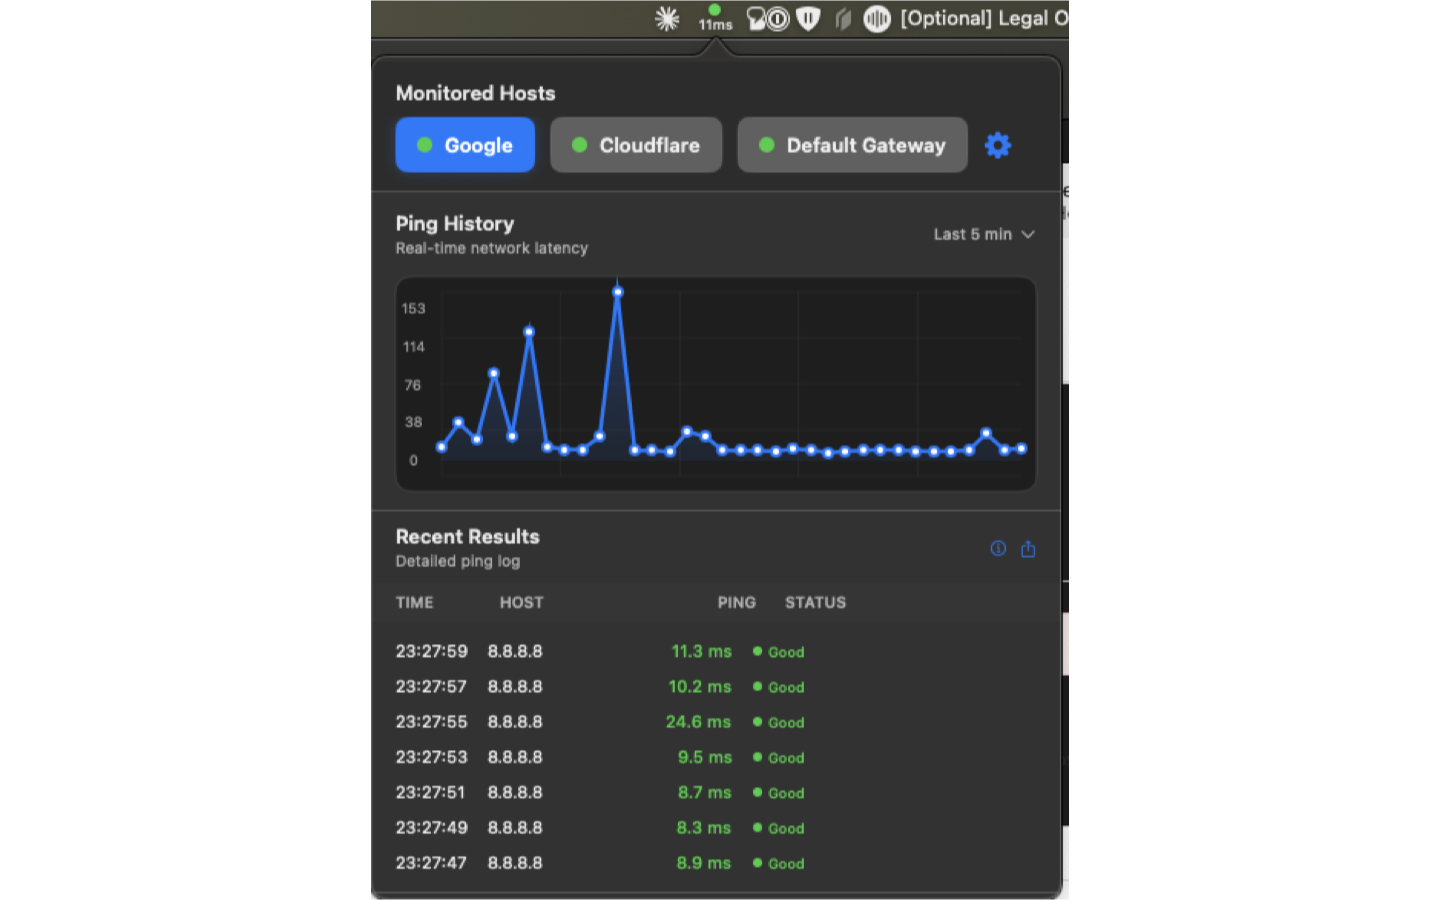 11ms
[Optional] Legal O
Monitored Hosts
Google
Cloudflare
Default Gateway
Ping History
Real-time network latency
Last 5 min
153
114
76
38
0
Recent Results
Detailed ping log
TIME HOST PING STATUS
23:27:59 8.8.8.8 11.3 ms Good
23:27:57 8.8.8.8 10.2 ms Good
23:27:55 8.8.8.8 24.6 ms Good
23:27:53 8.8.8.8 9.5 ms Good
23:27:51 8.8.8.8 8.7 ms Good
23:27:49 8.8.8.8 8.3 ms Good
23:27:47 8.8.8.8 8.9 ms Good